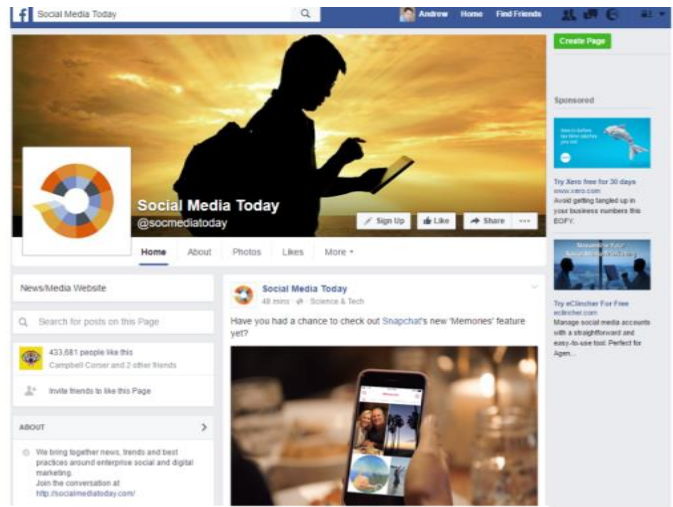 Social Media Today
Andrew Home Find Friends
Create Page
Social Media Today
@socmediatoday
Sign Up Like Share
Home About Photos Likes More
News/Media Website
Search for posts on this Page
433,681 people like this
Campbell Corser and 2 other friends
Invite friends to like this Page
ABOUT
We bring together news, trends and best
practices around enterprise social and digital
marketing.
Join the conversation at
http://socialmediatoday.com/
Social Media Today
48 mins · Science & Tech
Have you had a chance to check out Snapchat's new 'Memories' feature
yet?
Memories
Sponsored
Try Xero free for 30 days
www.xero.com
Avoid getting tangled up in
your business numbers this
EOFY.
Streamline Your
Try eClincher For Free
eclincher.com
Manage social media accounts
with a straightforward and
easy-to-use tool. Perfect for
Agen...